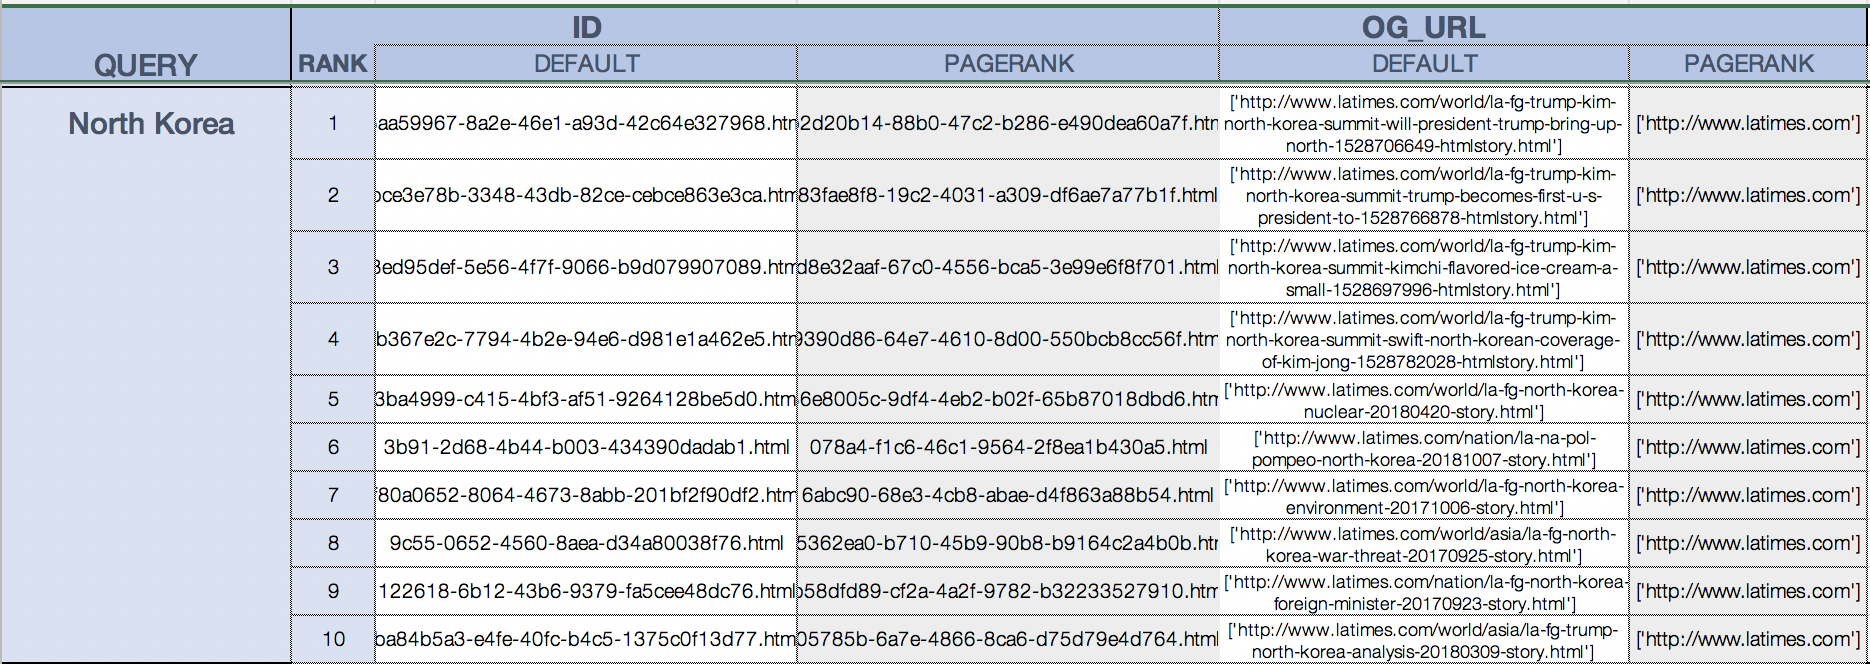 ID OG_URL
QUERY RANK DEFAULT PAGERANK DEFAULT PAGERANK
North Korea 1 aa59967-8a2e-46e1-a93d-42c64e327968.htm 2d20b14-88b0-47c2-b286-e490dea60a7f.htm ['http://www.latimes.com/world/la-fg-trump-kim-
north-korea-summit-will-president-trump-bring-up-
north-1528706649-htmlstory.html'] ['http://www.latimes.com']
2 bce3e78b-3348-43db-82ce-cebce863e3ca.htm 83fae8f8-19c2-4031-a309-df6ae7a77b1f.html ['http://www.latimes.com/world/la-fg-trump-kim-
north-korea-summit-trump-becomes-first-u-s-
president-to-1528766878-htmlstory.html'] ['http://www.latimes.com']
3 3ed95def-5e56-4f7f-9066-b9d079907089.htm d8e32aaf-67c0-4556-bca5-3e99e6f8f701.html ['http://www.latimes.com/world/la-fg-trump-kim-
north-korea-summit-kimchi-flavored-ice-cream-a-
small-1528697996-htmlstory.html'] ['http://www.latimes.com']
4 b367e2c-7794-4b2e-94e6-d981e1a462e5.htm 9390d86-64e7-4610-8d00-550bcb8cc56f.htm ['http://www.latimes.com/world/la-fg-trump-kim-
north-korea-summit-swift-north-korean-coverage-
of-kim-jong-1528782028-htmlstory.html'] ['http://www.latimes.com']
5 3ba4999-c415-4bf3-af51-9264128be5d0.htm 6e8005c-9df4-4eb2-b02f-65b87018dbd6.htm ['http://www.latimes.com/world/la-fg-north-korea-
nuclear-20180420-story.html'] ['http://www.latimes.com']
6 3b91-2d68-4b44-b003-434390dadab1.html 078a4-f1c6-46c1-9564-2f8ea1b430a5.html ['http://www.latimes.com/nation/la-na-pol-
pompeo-north-korea-20181007-story.html'] ['http://www.latimes.com']
7 f80a0652-8064-4673-8abb-201bf2f90df2.htm 6abc90-68e3-4cb8-abae-d4f863a88b54.html ['http://www.latimes.com/world/la-fg-north-korea-
environment-20171006-story.html'] ['http://www.latimes.com']
8 9c55-0652-4560-8aea-d34a80038f76.html 5362ea0-b710-45b9-90b8-b9164c2a4b0b.htm ['http://www.latimes.com/world/asia/la-fg-north-
korea-war-threat-20170925-story.html'] ['http://www.latimes.com']
9 122618-6b12-43b6-9379-fa5cee48dc76.html b58dfd89-cf2a-4a2f-9782-b32233527910.htm ['http://www.latimes.com/nation/la-fg-north-korea-
foreign-minister-20170923-story.html'] ['http://www.latimes.com']
10 ba84b5a3-e4fe-40fc-b4c5-1375c0f13d77.htm 05785b-6a7e-4866-8ca6-d75d79e4d764.html ['http://www.latimes.com/world/asia/la-fg-trump-
north-korea-analysis-20180309-story.html'] ['http://www.latimes.com']